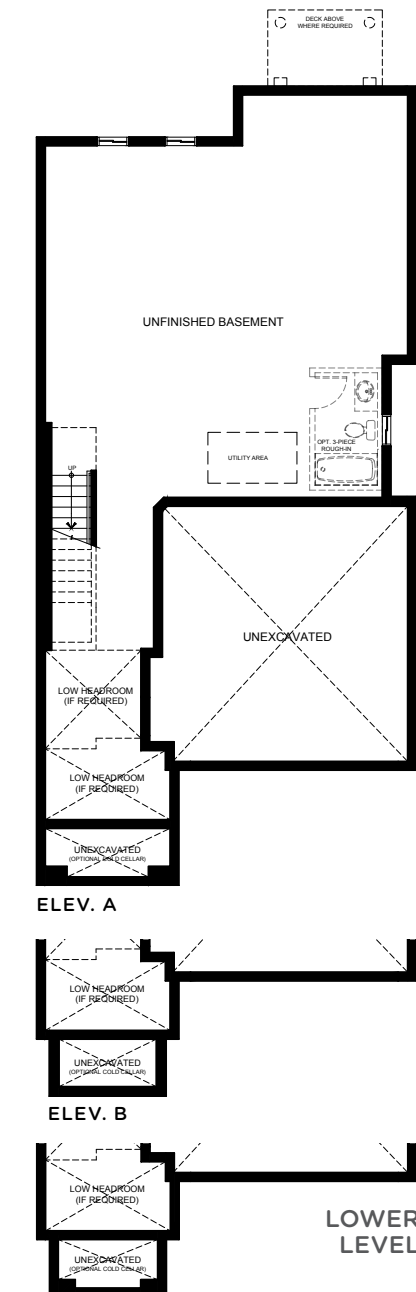 DECK ABOVE
WHERE REQUIRED
UNFINISHED BASEMENT
OPT. 3-PIECE
ROUGH-IN
UTILITY AREA
UP
UNEXCAVATED
LOW HEADROOM
(IF REQUIRED)
LOW HEADROOM
(IF REQUIRED)
UNEXCAVATED
(OPTIONAL COLD CELLAR)
ELEV. A
LOW HEADROOM
(IF REQUIRED)
UNEXCAVATED
(OPTIONAL COLD CELLAR)
ELEV. B
LOW HEADROOM
(IF REQUIRED)
LOWER
LEVEL
UNEXCAVATED
(OPTIONAL COLD CELLAR)